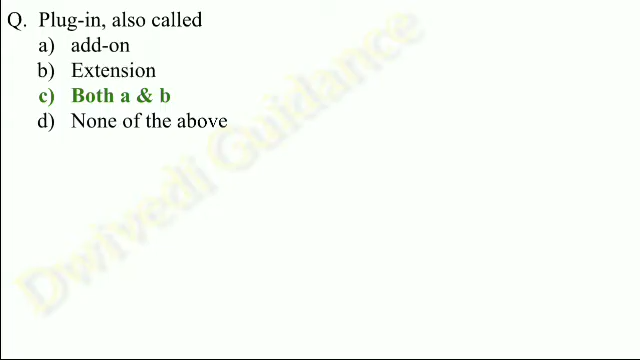 Q. Plug-in, also called
a) add-on
b) Extension
c) Both a & b
d) None of the above
Dwivedi Guidance